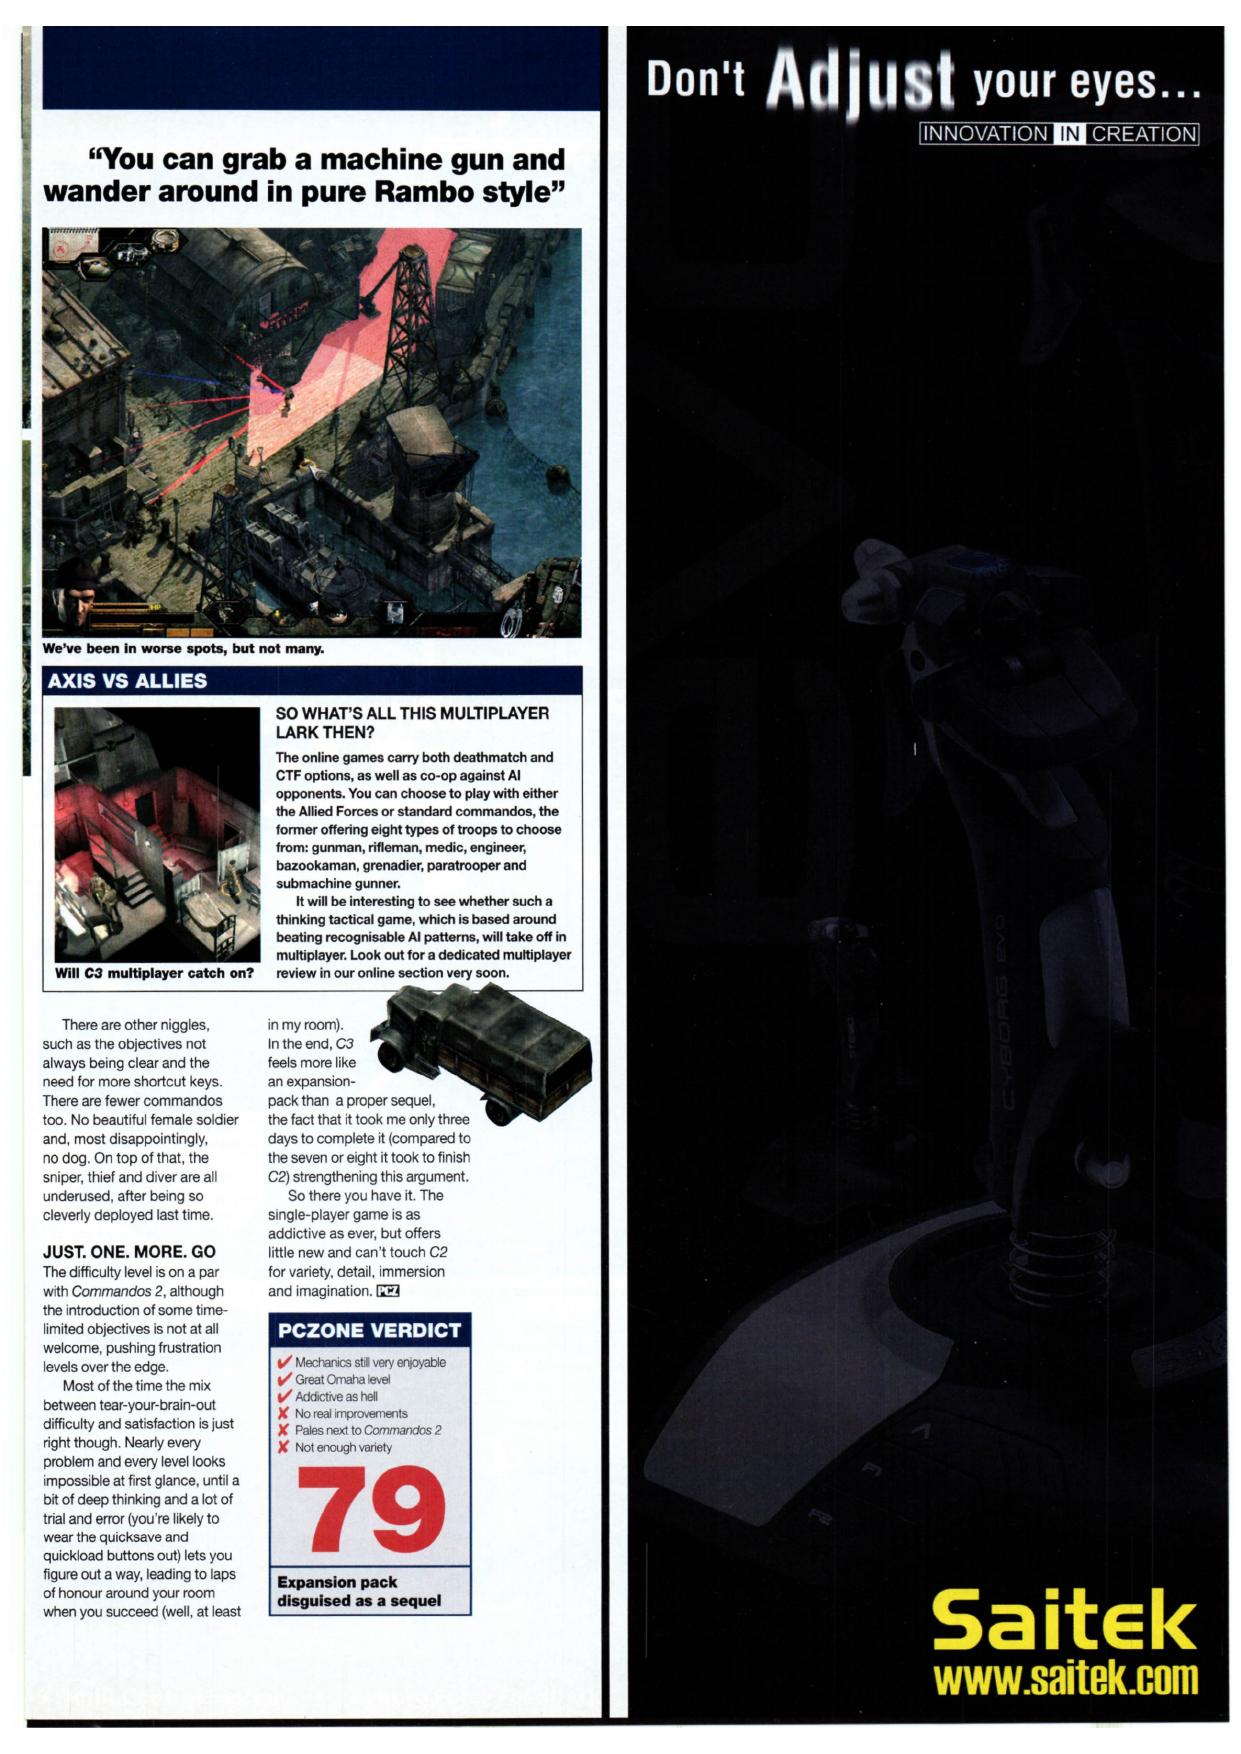 “You can grab a machine gun and
wander around in pure Rambo style”
We've been in worse spots, but not many.
AXIS VS ALLIES
SO WHAT'S ALL THIS MULTIPLAYER
LARK THEN?
The online games carry both deathmatch and
CTF options, as well as co-op against AI
opponents. You can choose to play with either
the Allied Forces or standard commandos, the
former offering eight types of troops to choose
from: gunman, rifleman, medic, engineer,
bazookaman, grenadier, paratrooper and
submachine gunner.
It will be interesting to see whether such a
thinking tactical game, which is based around
beating recognisable AI patterns, will take off in
multiplayer. Look out for a dedicated multiplayer
review in our online section very soon.
Will C3 multiplayer catch on?
There are other niggles,
such as the objectives not
always being clear and the
need for more shortcut keys.
There are fewer commandos
too. No beautiful female soldier
and, most disappointingly,
no dog. On top of that, the
sniper, thief and diver are all
underused, after being so
cleverly deployed last time.
JUST. ONE. MORE. GO
The difficulty level is on a par
with Commandos 2, although
the introduction of some time-
limited objectives is not at all
welcome, pushing frustration
levels over the edge.
Most of the time the mix
between tear-your-brain-out
difficulty and satisfaction is just
right though. Nearly every
problem and every level looks
impossible at first glance, until a
bit of deep thinking and a lot of
trial and error (you're likely to
wear the quicksave and
quickload buttons out) lets you
figure out a way, leading to laps
of honour around your room
when you succeed (well, at least
in my room).
In the end, C3
feels more like
an expansion-
pack than a proper sequel,
the fact that it took me only three
days to complete it (compared to
the seven or eight it took to finish
C2) strengthening this argument.
So there you have it. The
single-player game is as
addictive as ever, but offers
little new and can't touch C2
for variety, detail, immersion
and imagination. PCZ
PCZONE VERDICT
✓ Mechanics still very enjoyable
✓ Great Omaha level
✓ Addictive as hell
✗ No real improvements
✗ Pales next to Commandos 2
✗ Not enough variety
79
Expansion pack
disguised as a sequel
Don't Adjust your eyes...
INNOVATION IN CREATION
CYBORG evo
F1
F2
Saitek
www.saitek.com